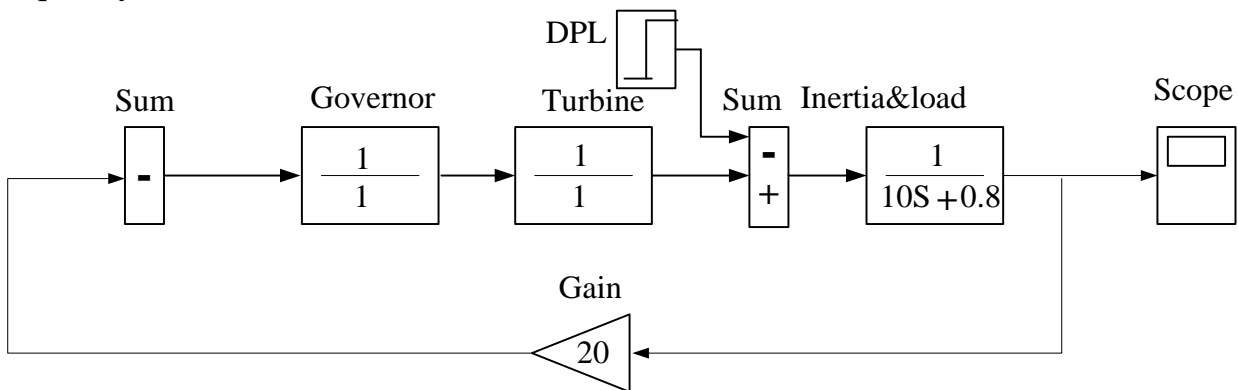 DPL
Sum
Governor
Turbine
Sum
Inertia&load
Scope
-
1
1
1
1
-
+
1
10S+0.8
Gain
20